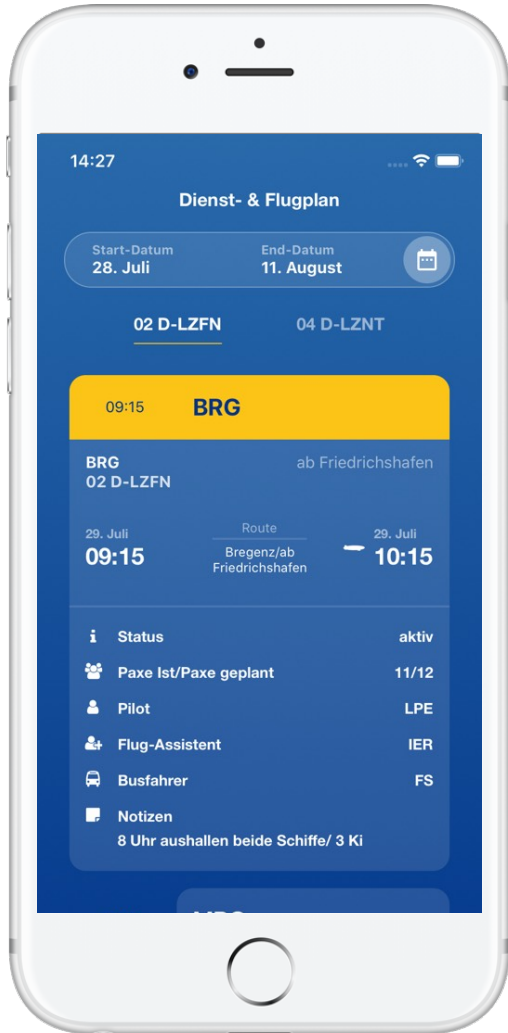 14:27
Dienst- & Flugplan
Start-Datum End-Datum
28. Juli 11. August
02 D-LZFN 04 D-LZNT
09:15 BRG
BRG ab Friedrichshafen
02 D-LZFN
29. Juli Route 29. Juli
09:15 Bregenz/ab 10:15
Friedrichshafen
Status aktiv
Paxe Ist/Paxe geplant 11/12
Pilot LPE
Flug-Assistent IER
Busfahrer FS
Notizen
8 Uhr aushallen beide Schiffe/ 3 Ki